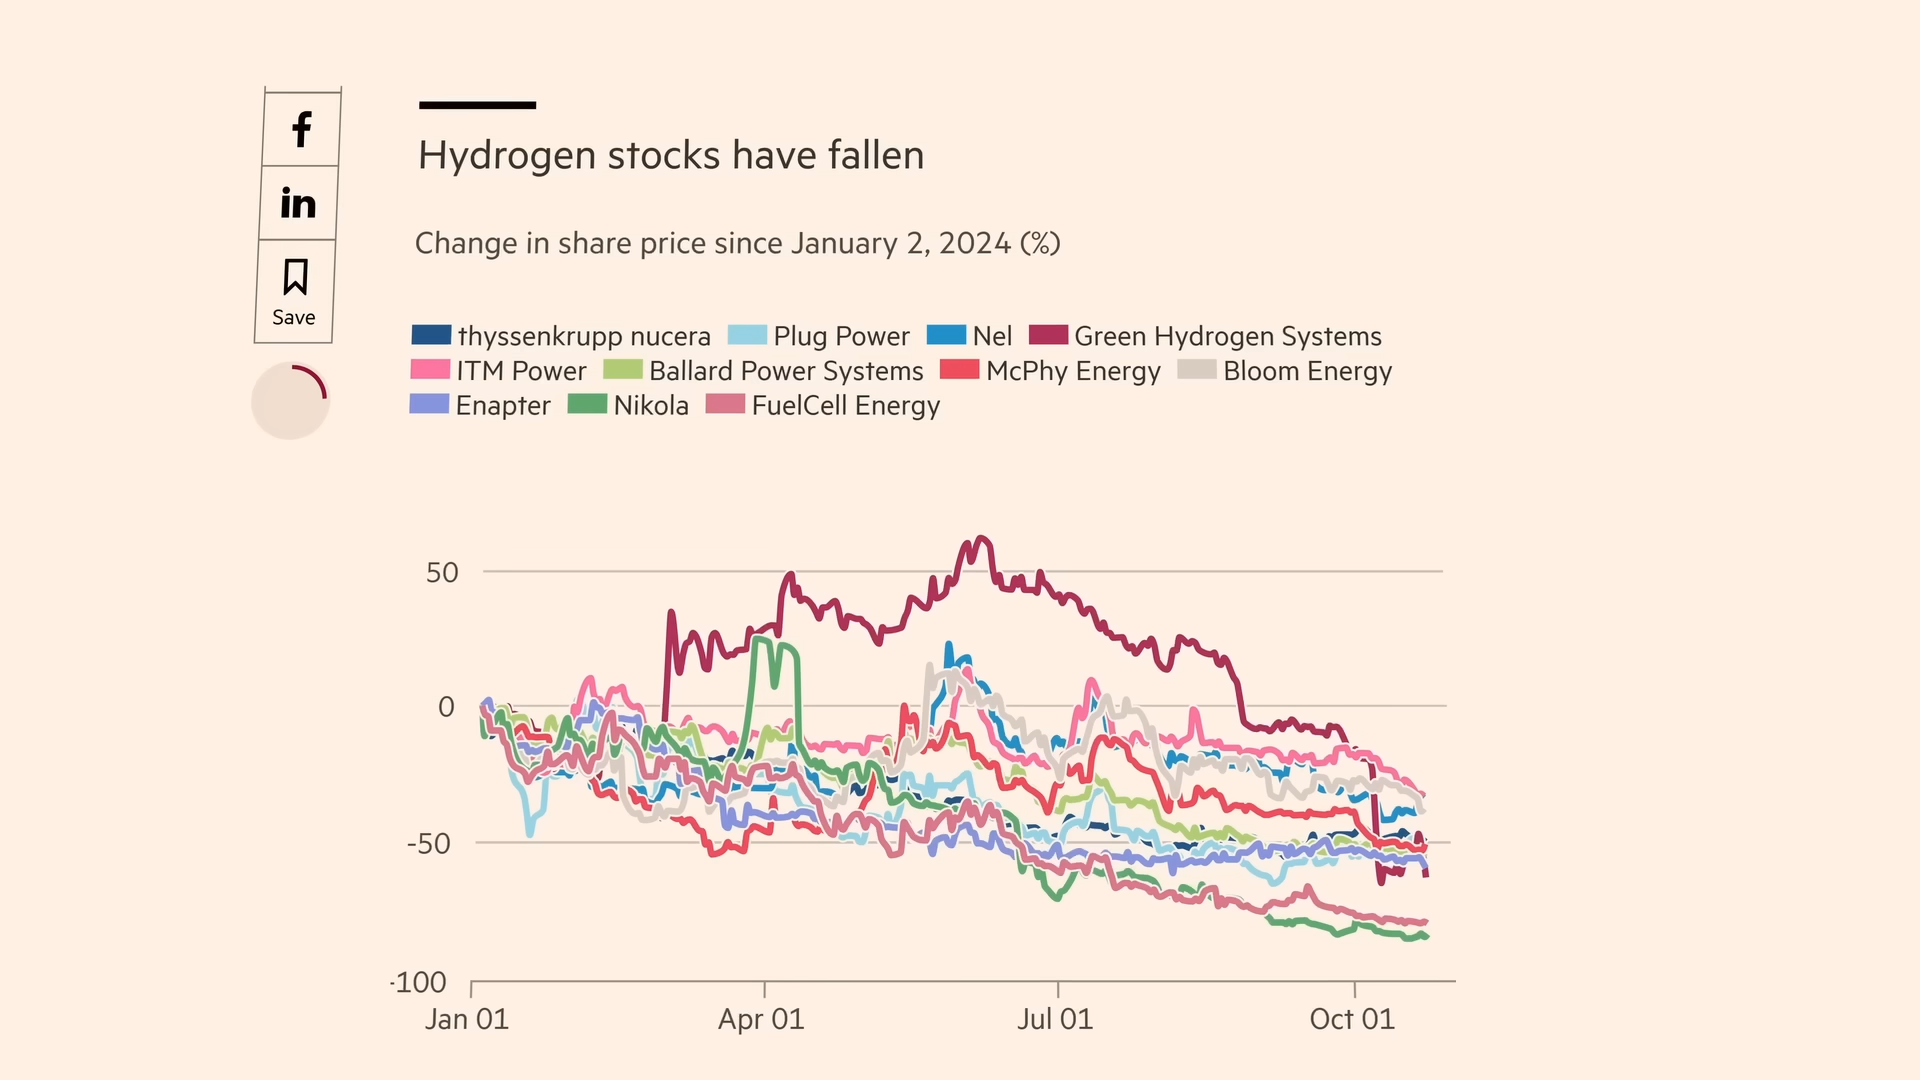 Hydrogen stocks have fallen
Change in share price since January 2, 2024 (%)
thyssenkrupp nucera Plug Power Nel Green Hydrogen Systems
ITM Power Ballard Power Systems McPhy Energy Bloom Energy
Enapter Nikola FuelCell Energy
f
in
Save
50
0
-50
-100
Jan 01 Apr 01 Jul 01 Oct 01